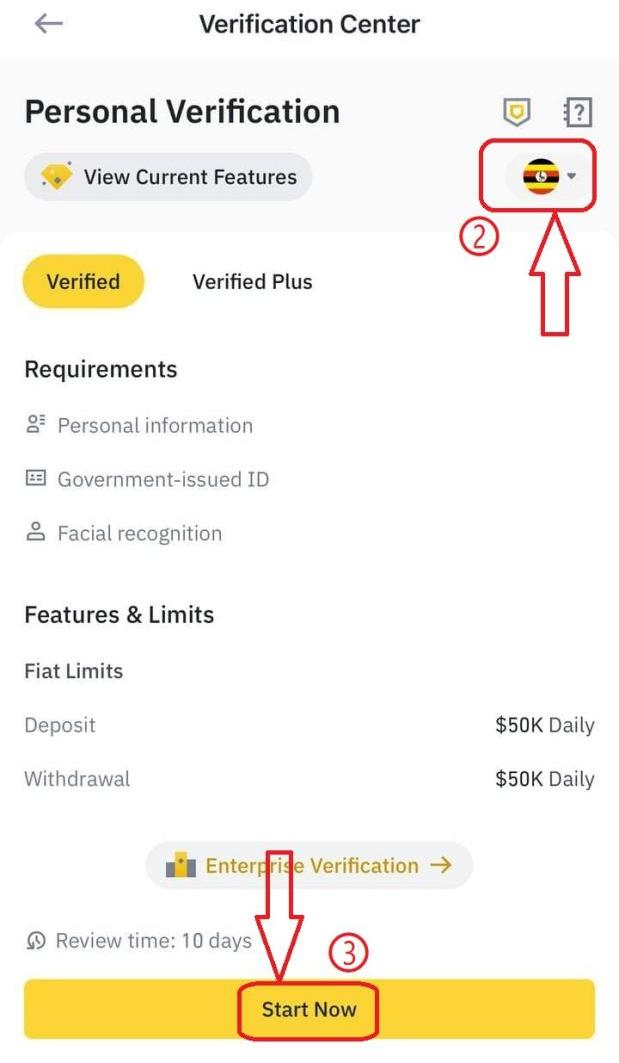 Verification Center
Personal Verification
View Current Features
②
Verified Verified Plus
Requirements
Personal information
Government-issued ID
Facial recognition
Features & Limits
Fiat Limits
Deposit $50K Daily
Withdrawal $50K Daily
Enterprise Verification →
Review time: 10 days
③
Start Now